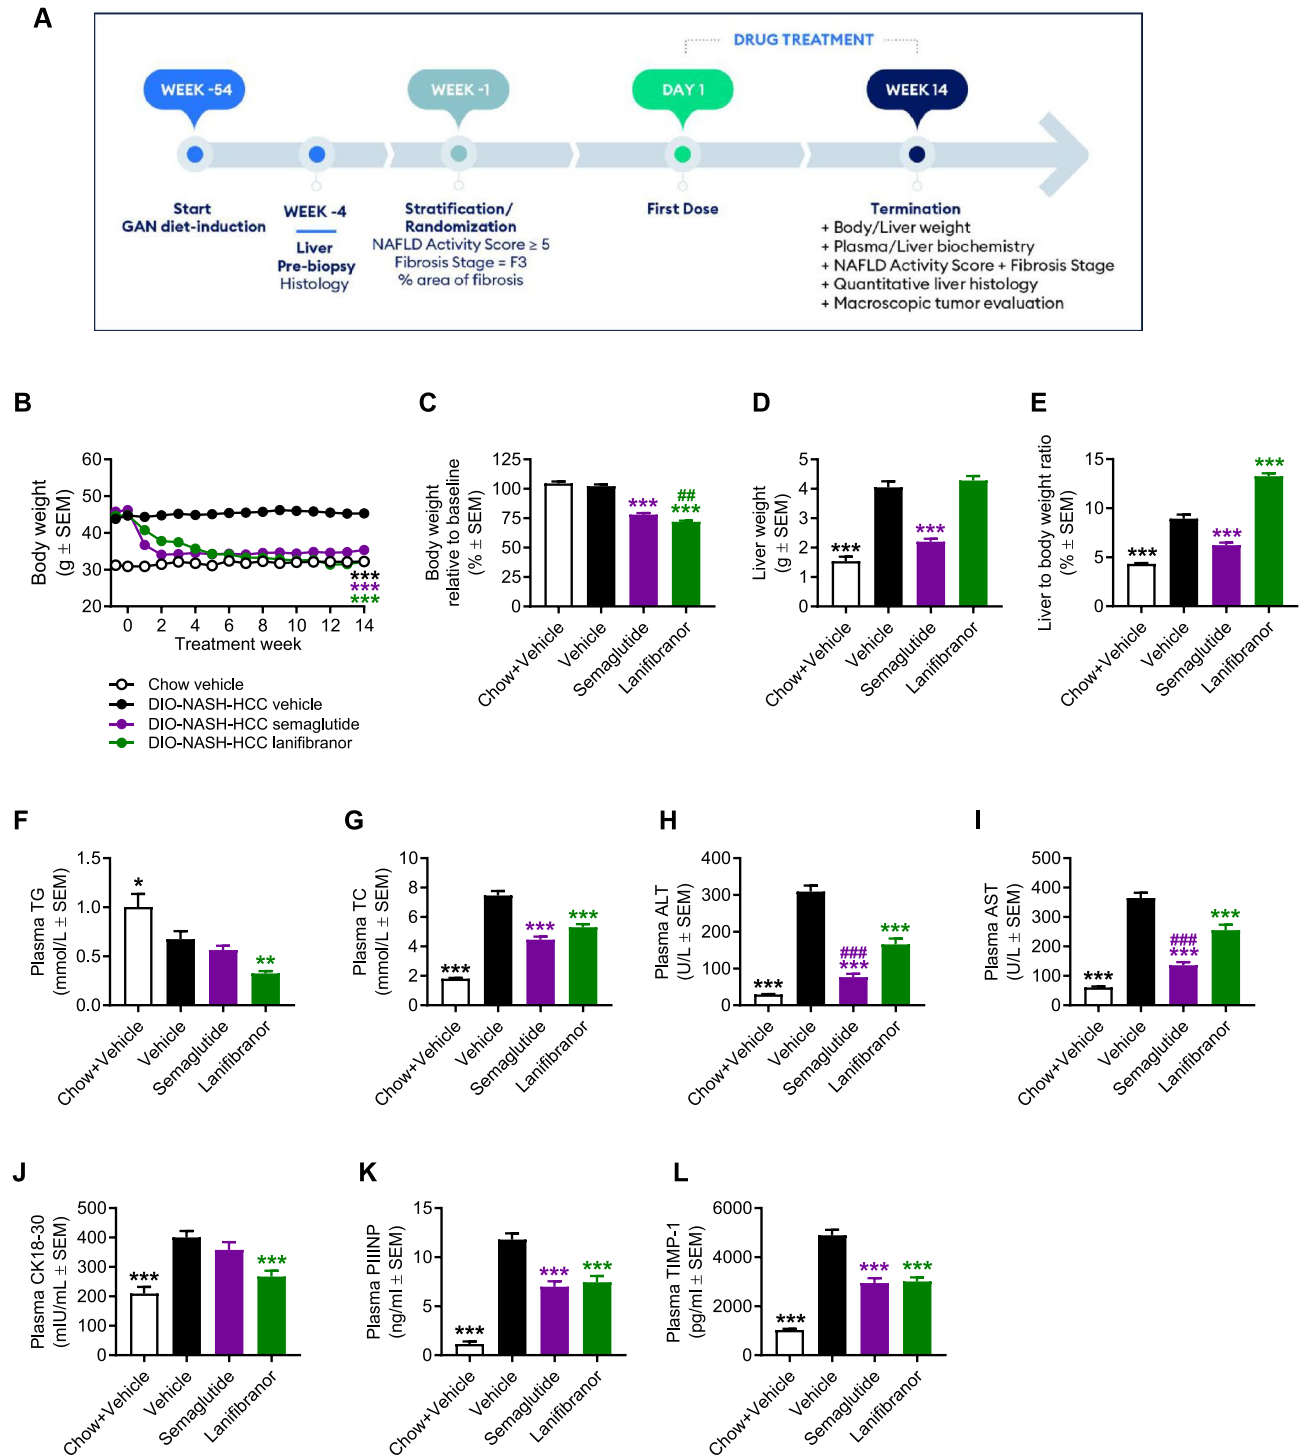 A
DRUG TREATMENT
WEEK -54
WEEK -1
DAY 1
WEEK 14
Start
GAN diet-induction
WEEK -4
Liver
Pre-biopsy
Histology
Stratification/
Randomization
NAFLD Activity Score ≥ 5
Fibrosis Stage = F3
% area of fibrosis
First Dose
Termination
+ Body/Liver weight
+ Plasma/Liver biochemistry
+ NAFLD Activity Score + Fibrosis Stage
+ Quantitative liver histology
+ Macroscopic tumor evaluation
B
Body weight
(g ± SEM)
60
50
40
30
20
0 2 4 6 8 10 12 14
Treatment week
***
***
***
Chow vehicle
DIO-NASH-HCC vehicle
DIO-NASH-HCC semaglutide
DIO-NASH-HCC lanifibranor
C
Body weight
relative to baseline
(% ± SEM)
125
100
75
50
25
0
***
##
***
Chow+Vehicle
Vehicle
Semaglutide
Lanifibranor
D
Liver weight
(g ± SEM)
5
4
3
2
1
0
***
***
Chow+Vehicle
Vehicle
Semaglutide
Lanifibranor
E
Liver to body weight ratio
(% ± SEM)
15
10
5
0
***
***
***
Chow+Vehicle
Vehicle
Semaglutide
Lanifibranor
F
Plasma TG
(mmol/L ± SEM)
1.5
1.0
0.5
0.0
*
**
Chow+Vehicle
Vehicle
Semaglutide
Lanifibranor
G
Plasma TC
(mmol/L ± SEM)
10
8
6
4
2
0
***
***
***
Chow+Vehicle
Vehicle
Semaglutide
Lanifibranor
H
Plasma ALT
(U/L ± SEM)
400
300
200
100
0
***
###
***
***
Chow+Vehicle
Vehicle
Semaglutide
Lanifibranor
I
Plasma AST
(U/L ± SEM)
500
400
300
200
100
0
***
###
***
***
Chow+Vehicle
Vehicle
Semaglutide
Lanifibranor
J
Plasma CK18-30
(mIU/mL ± SEM)
500
400
300
200
100
0
***
***
Chow+Vehicle
Vehicle
Semaglutide
Lanifibranor
K
Plasma PIIINP
(ng/ml ± SEM)
15
10
5
0
***
***
***
Chow+Vehicle
Vehicle
Semaglutide
Lanifibranor
L
Plasma TIMP-1
(pg/ml ± SEM)
6000
4000
2000
0
***
***
***
Chow+Vehicle
Vehicle
Semaglutide
Lanifibranor